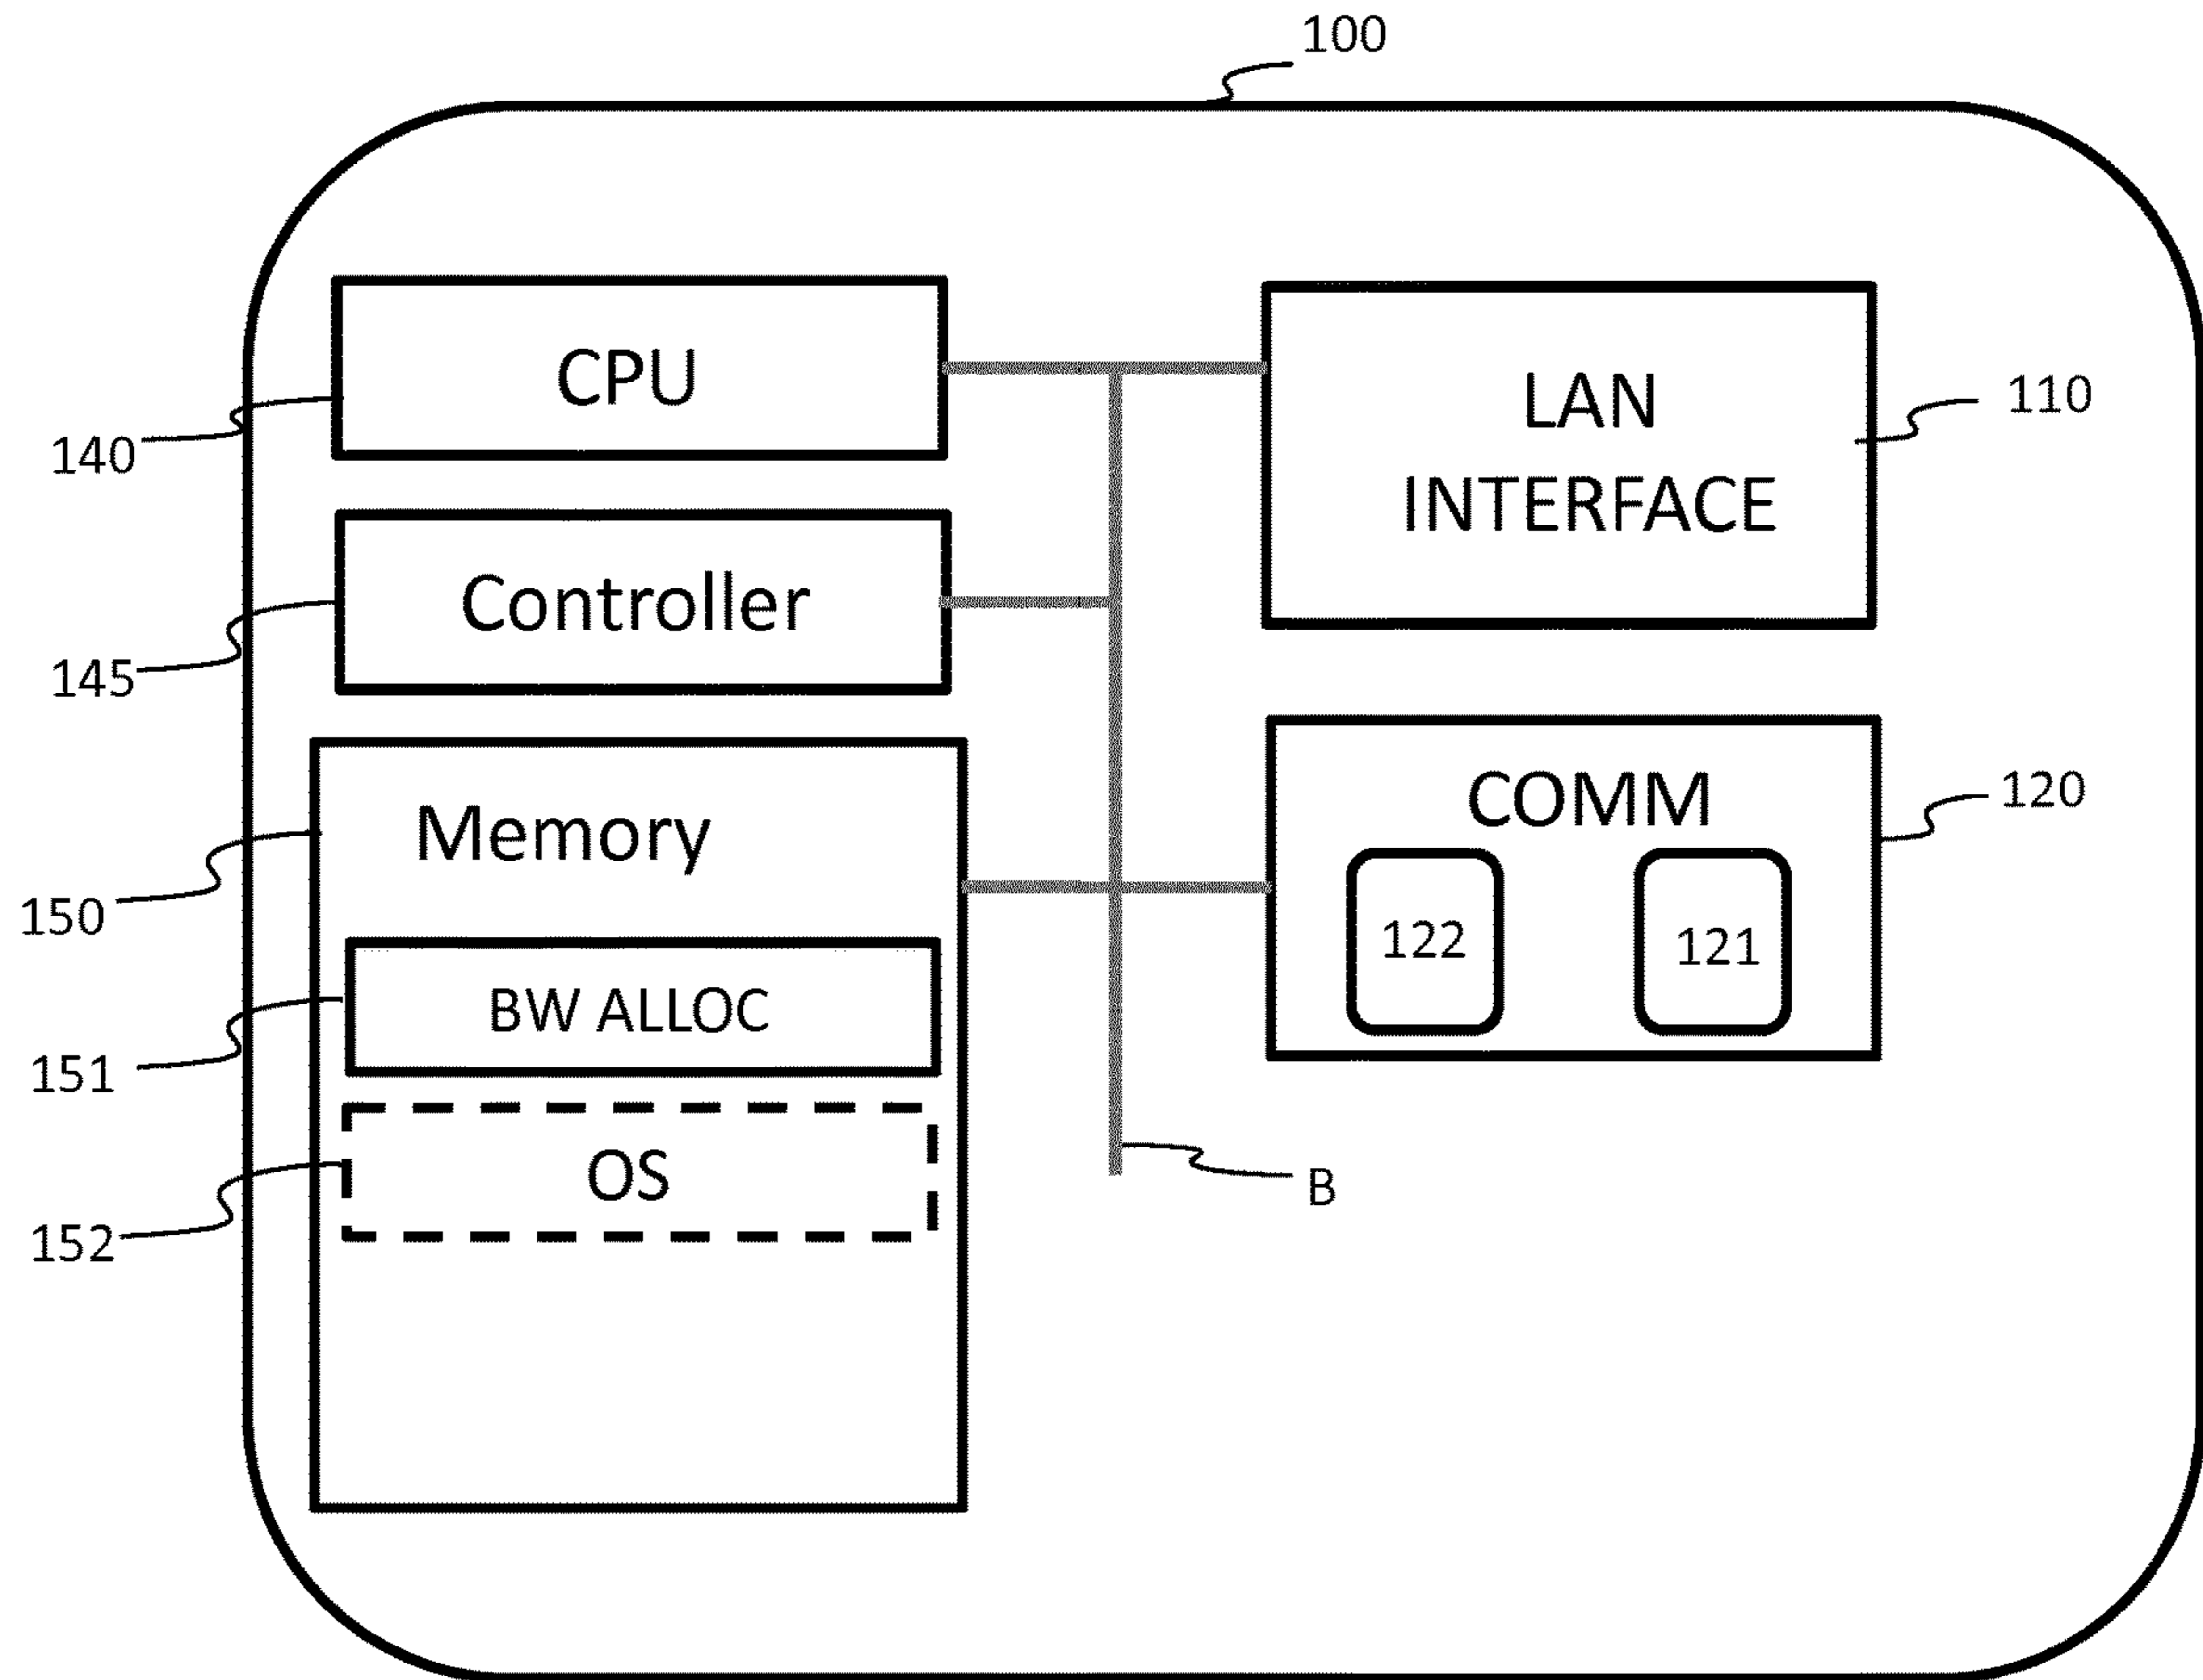 100
CPU
LAN
INTERFACE
110
140
Controller
145
Memory
COMM
120
150
122
121
BW ALLOC
151
OS
152
B